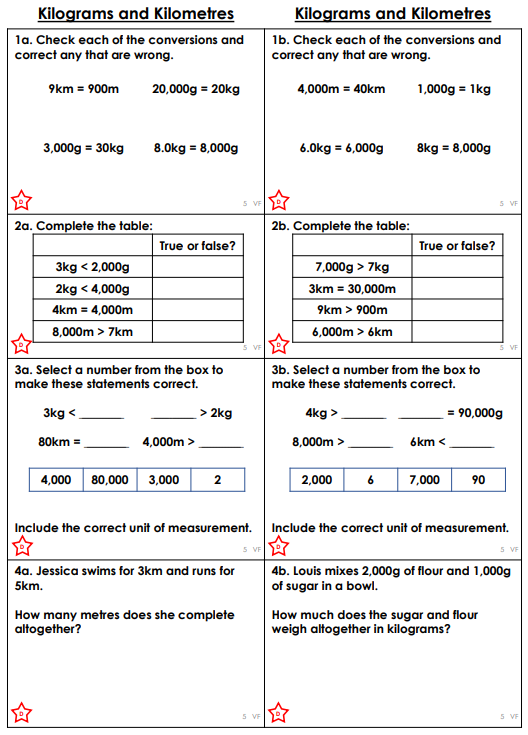 Kilograms and Kilometres
Kilograms and Kilometres
1a. Check each of the conversions and
correct any that are wrong.
9km = 900m 20,000g = 20kg
3,000g = 30kg 8.0kg = 8,000g
D
5 VF
1b. Check each of the conversions and
correct any that are wrong.
4,000m = 40km 1,000g = 1kg
6.0kg = 6,000g 8kg = 8,000g
D
5 VF
2a. Complete the table:
True or false?
3kg < 2,000g
2kg < 4,000g
4km = 4,000m
8,000m > 7km
D
5 VF
2b. Complete the table:
True or false?
7,000g > 7kg
3km = 30,000m
9km > 900m
6,000m > 6km
D
5 VF
3a. Select a number from the box to
make these statements correct.
3kg < ______ ______ > 2kg
80km = ______ 4,000m > ______
4,000 80,000 3,000 2
Include the correct unit of measurement.
D
5 VF
3b. Select a number from the box to
make these statements correct.
4kg > ______ ______ = 90,000g
8,000m > ______ 6km < ______
2,000 6 7,000 90
Include the correct unit of measurement.
D
5 VF
4a. Jessica swims for 3km and runs for
5km.
How many metres does she complete
altogether?
D
5 VF
4b. Louis mixes 2,000g of flour and 1,000g
of sugar in a bowl.
How much does the sugar and flour
weigh altogether in kilograms?
D
5 VF